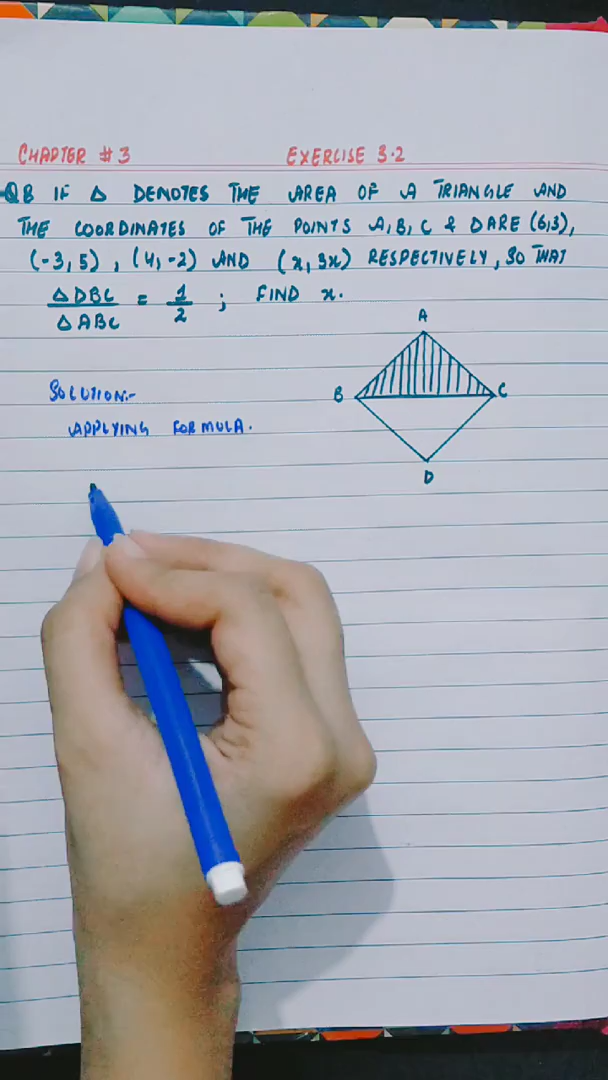 CHAPTER # 3 EXERCISE 3.2
Q8 IF Δ DENOTES THE AREA OF A TRIANGLE AND
THE COORDINATES OF THE POINTS A, B, C & D ARE (6,3),
(-3, 5), (4, -2) AND (x, 3x) RESPECTIVELY, SO THAT
ΔDBC / ΔABC = 1/2 ; FIND x.
A
SOLUTION:-
B C
APPLYING FORMULA.
D